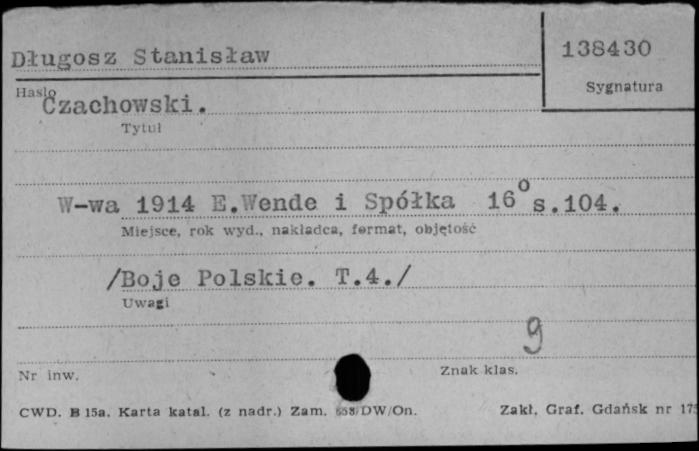 Długosz Stanisław
138430
Hasło
Sygnatura
Czachowski.
Tytuł
W-wa 1914 E.Wende i Spółka 16° s.104.
Miejsce, rok wyd., nakładca, format, objętość
/Boje Polskie. T.4./
Uwagi
9
Nr inw.
Znak klas.
CWD. B 15a. Karta katal. (z nadr.) Zam. 658/DW/On.
Zakł. Graf. Gdańsk nr